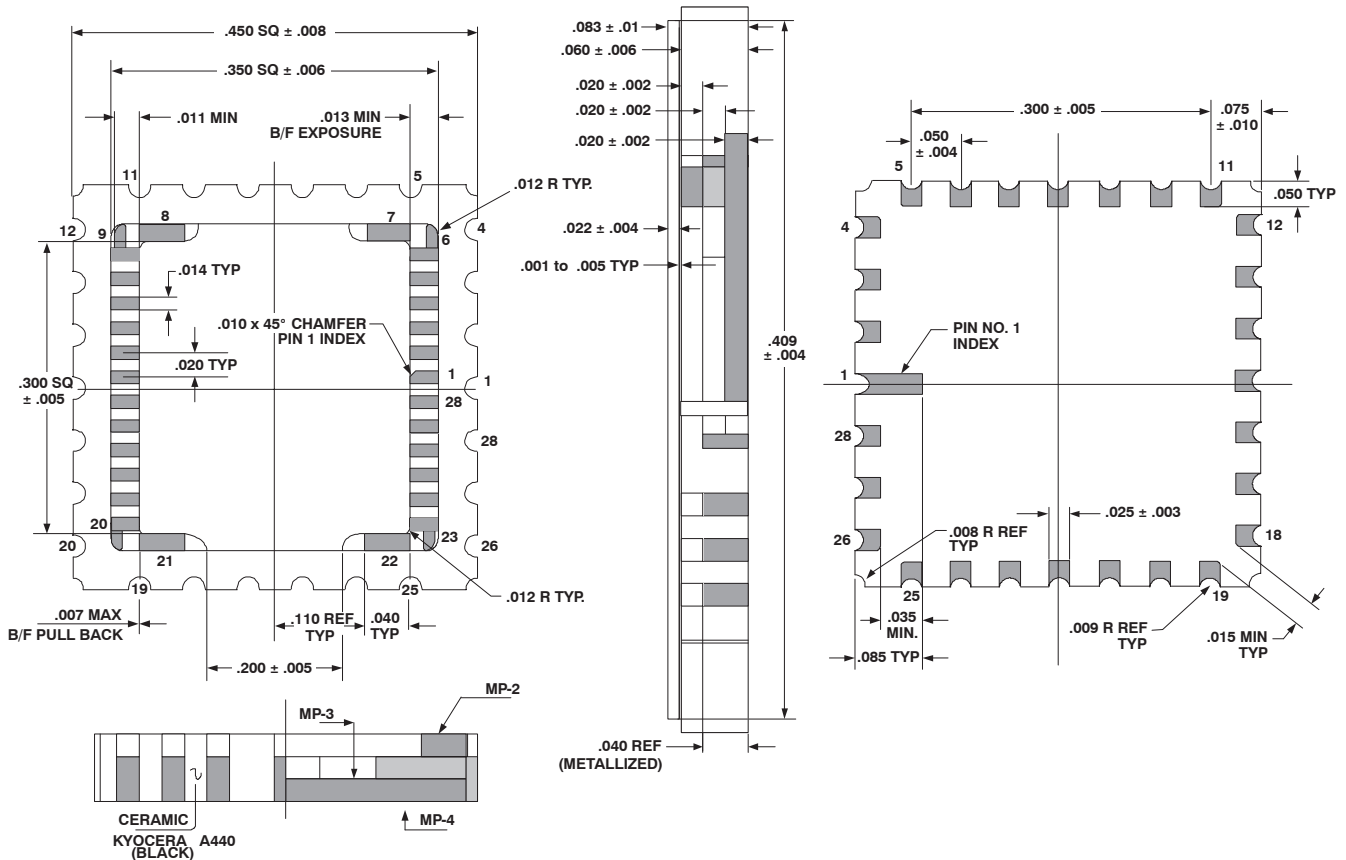 .450 SQ ± .008
.350 SQ ± .006
.011 MIN
.013 MIN
B/F EXPOSURE
11
5
.012 R TYP.
8
7
12
9
6
4
.014 TYP
.010 x 45° CHAMFER
PIN 1 INDEX
.020 TYP
.300 SQ
± .005
1
1
28
28
20
23
20
21
22
26
19
25
.012 R TYP.
.007 MAX
B/F PULL BACK
.110 REF
TYP
.040
TYP
.200 ± .005
MP-2
MP-3
MP-4
CERAMIC
KYOCERA A440
(BLACK)
.083 ± .01
.060 ± .006
.020 ± .002
.020 ± .002
.020 ± .002
.022 ± .004
.001 to .005 TYP
.409
± .004
.040 REF
(METALLIZED)
.300 ± .005
.075
± .010
.050
± .004
5
11
.050 TYP
4
12
PIN NO. 1
INDEX
1
28
.025 ± .003
.008 R REF
TYP
26
18
25
19
.035
MIN.
.009 R REF
TYP
.015 MIN
TYP
.085 TYP